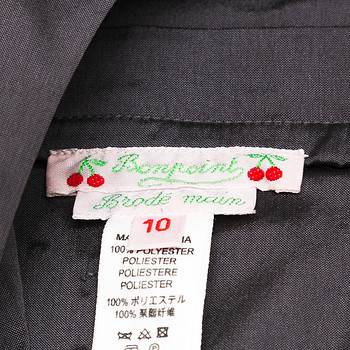 Bonpoint
Brodé main
10
100% POLYESTER
POLIESTER
POLIESTERE
POLIESTER
100% ポリエステル
100% 聚酯纤维